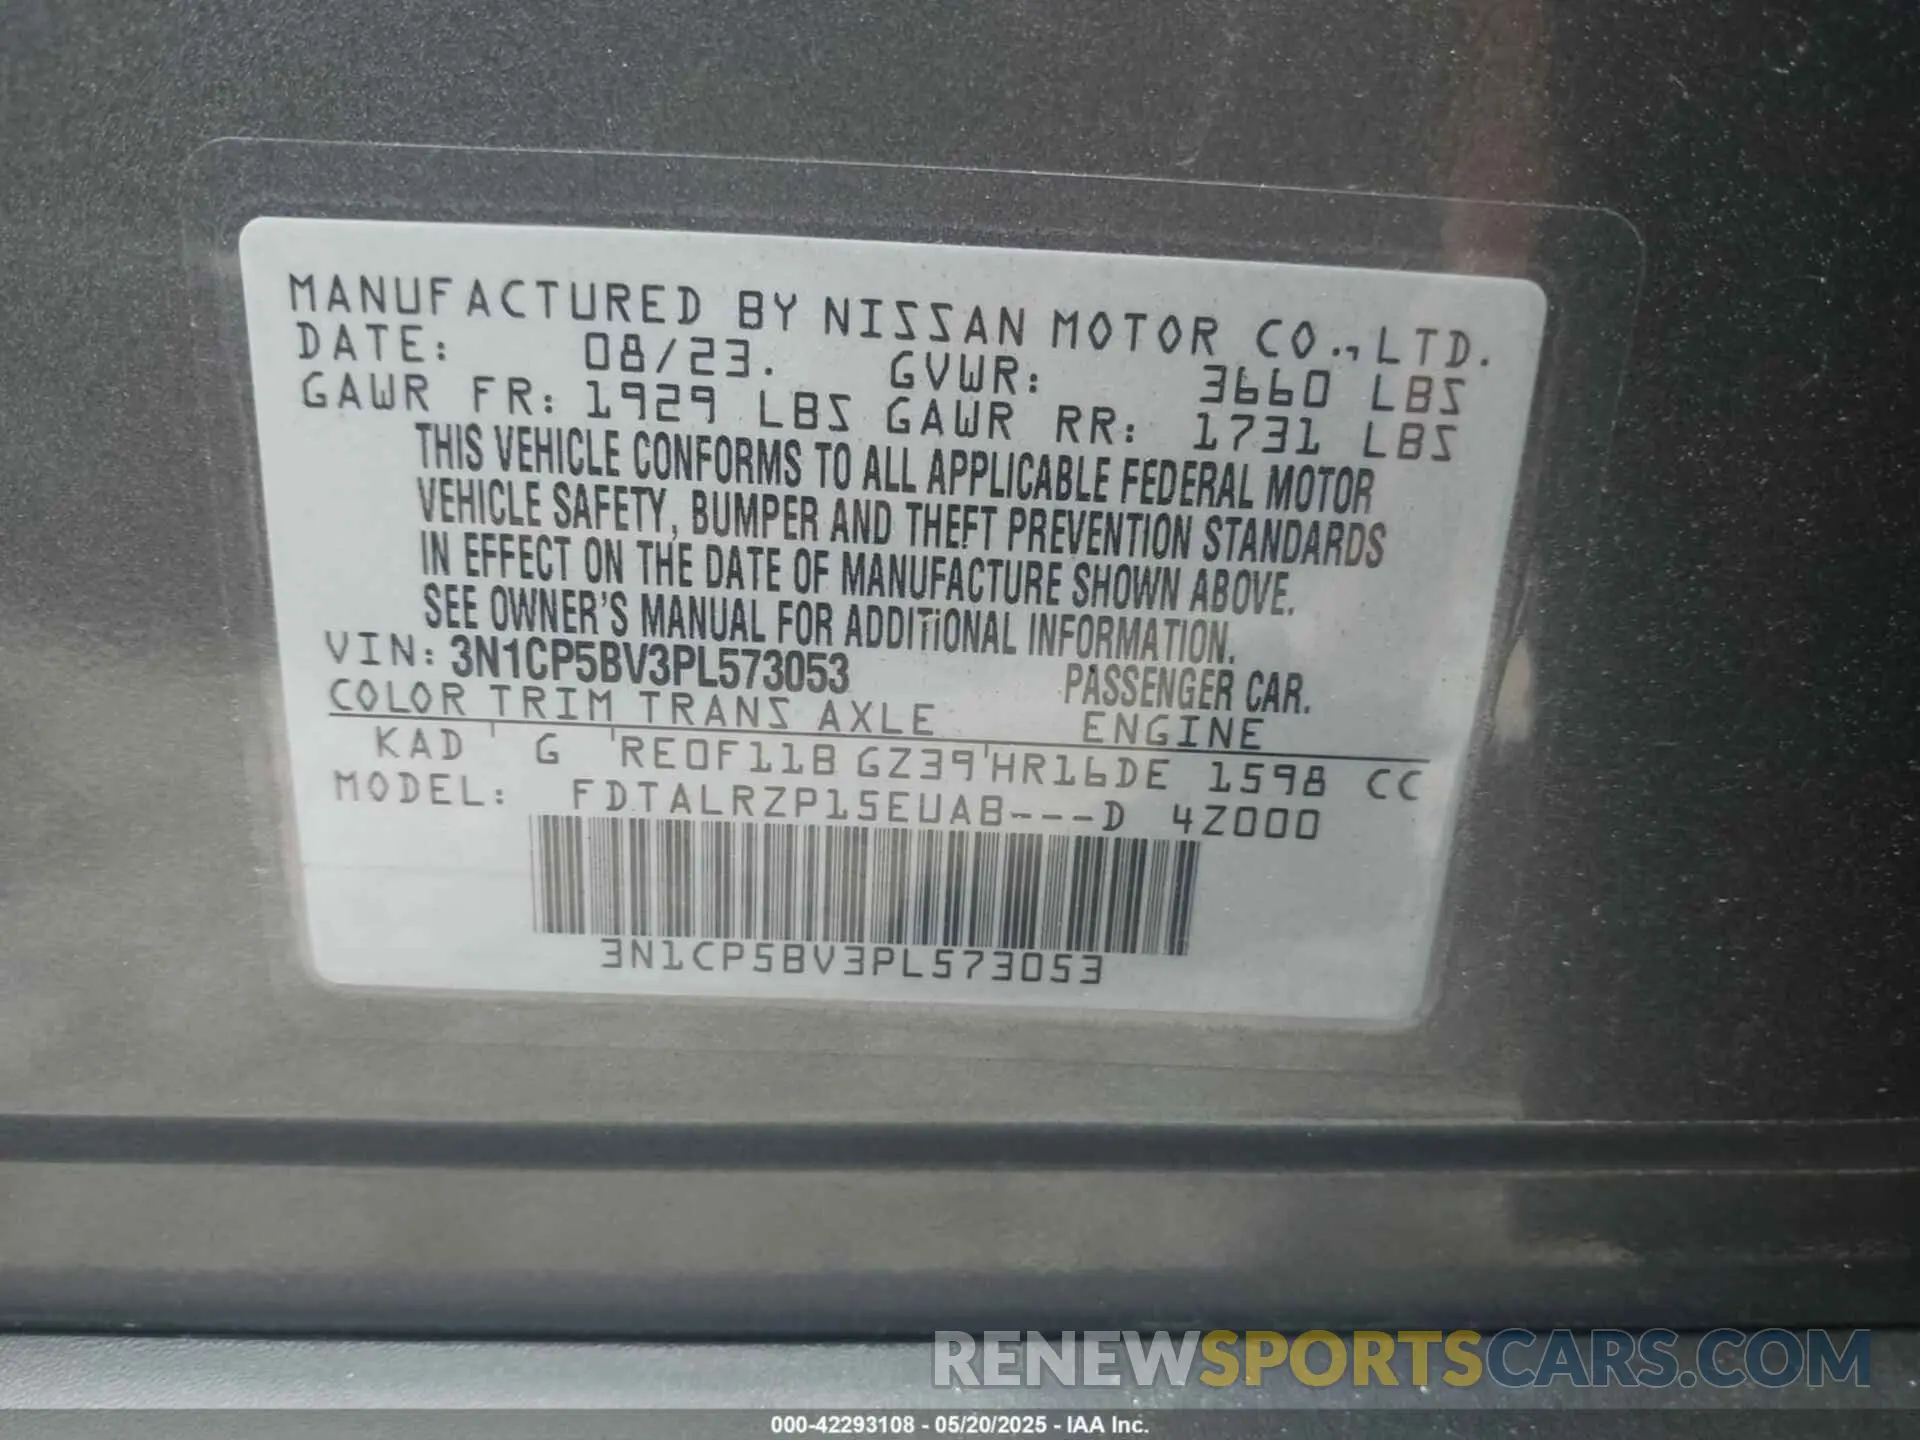 MANUFACTURED BY NISSAN MOTOR CO., LTD.
DATE: 08/23. GVWR: 3660 LBS
GAWR FR: 1929 LBS GAWR RR: 1731 LBS
THIS VEHICLE CONFORMS TO ALL APPLICABLE FEDERAL MOTOR
VEHICLE SAFETY, BUMPER AND THEFT PREVENTION STANDARDS
IN EFFECT ON THE DATE OF MANUFACTURE SHOWN ABOVE.
SEE OWNER'S MANUAL FOR ADDITIONAL INFORMATION.
VIN: 3N1CP5BV3PL573053 PASSENGER CAR.
COLOR TRIM TRANS AXLE ENGINE
KAD G RE0F11B GZ39 HR16DE 1598 CC
MODEL: FDTALRZP15EUAB---D 4Z000
3N1CP5BV3PL573053
RENEWSPORTSCARS.COM
000-42293108 - 05/20/2025 - IAA Inc.